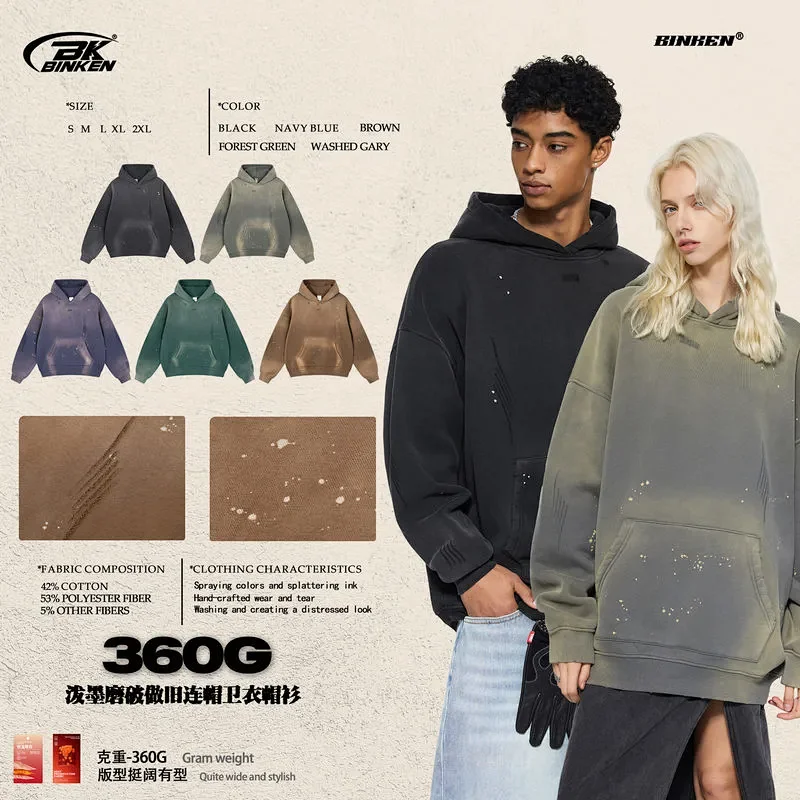 BK®
BINKEN
BINKEN®
*SIZE
S M L XL 2XL
*COLOR
BLACK NAVY BLUE BROWN
FOREST GREEN WASHED GARY
*FABRIC COMPOSITION
42% COTTON
53% POLYESTER FIBER
5% OTHER FIBERS
*CLOTHING CHARACTERISTICS
Spraying colors and splattering ink
Hand-crafted wear and tear
Washing and creating a distressed look
360G
泼墨磨破做旧连帽卫衣帽衫
克重-360G Gram weight
版型挺阔有型 Quite wide and stylish